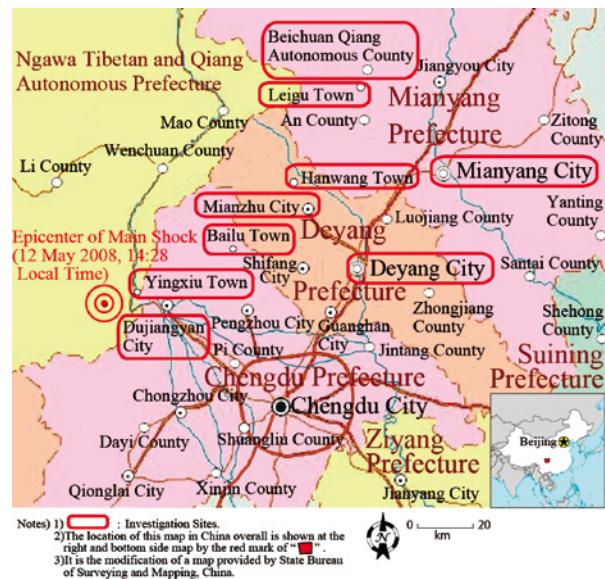 Beichuan Qiang
Autonomous County
Ngawa Tibetan and Qiang
Autonomous Prefecture
Jiangyou City
Leigu Town
Mianyang
Prefecture
Mao County
An County
Zitong
County
Wenchuan County
Li County
Hanwang Town
Mianyang City
Mianzhu City
Yanting
County
Luojiang County
Deyang
Epicenter of Main Shock
(12 May 2008, 14:28
Local Time)
Bailu Town
Shifang
City
Deyang City
Santai County
Yingxiu Town
Prefecture
Zhongjiang
County
Shehong
County
Dujiangyan
City
Pengzhou City
Guanghan
City
Jintang County
Suining
Prefecture
Pi County
Chengdu Prefecture
Chongzhou City
Chengdu City
Dayi County
Shuangliu County
Ziyang
Prefecture
Beijing
Qionglai City
Xinjin County
Jianyang City
Notes) 1) : Investigation Sites.
2)The location of this map in China overall is shown at the
right and bottom side map by the red mark of " ".
3)It is the modification of a map provided by State Bureau
of Surveying and Mapping, China.
N
0 20
km